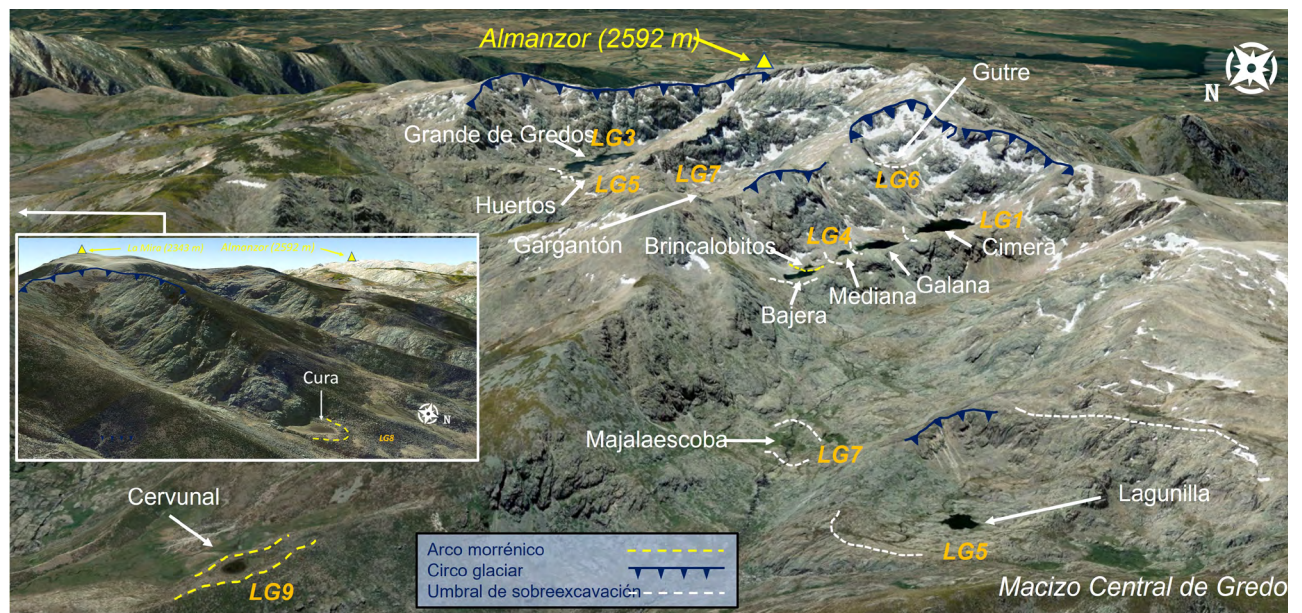 Almanzor (2592 m)
Gutre
N
Grande de Gredos
LG3
LG5
LG7
LG6
Huertos
Gargantón
Brincalobitos
LG4
LG1
Cimera
Galana
Mediana
Bajera
Almanzor (2592 m)
Cura
N
LG8
Majalaescoba
LG7
Lagunilla
LG5
Cervunal
LG9
Arco morrénico
Circo glaciar
Umbral de sobreexcavación
Macizo Central de Gredo